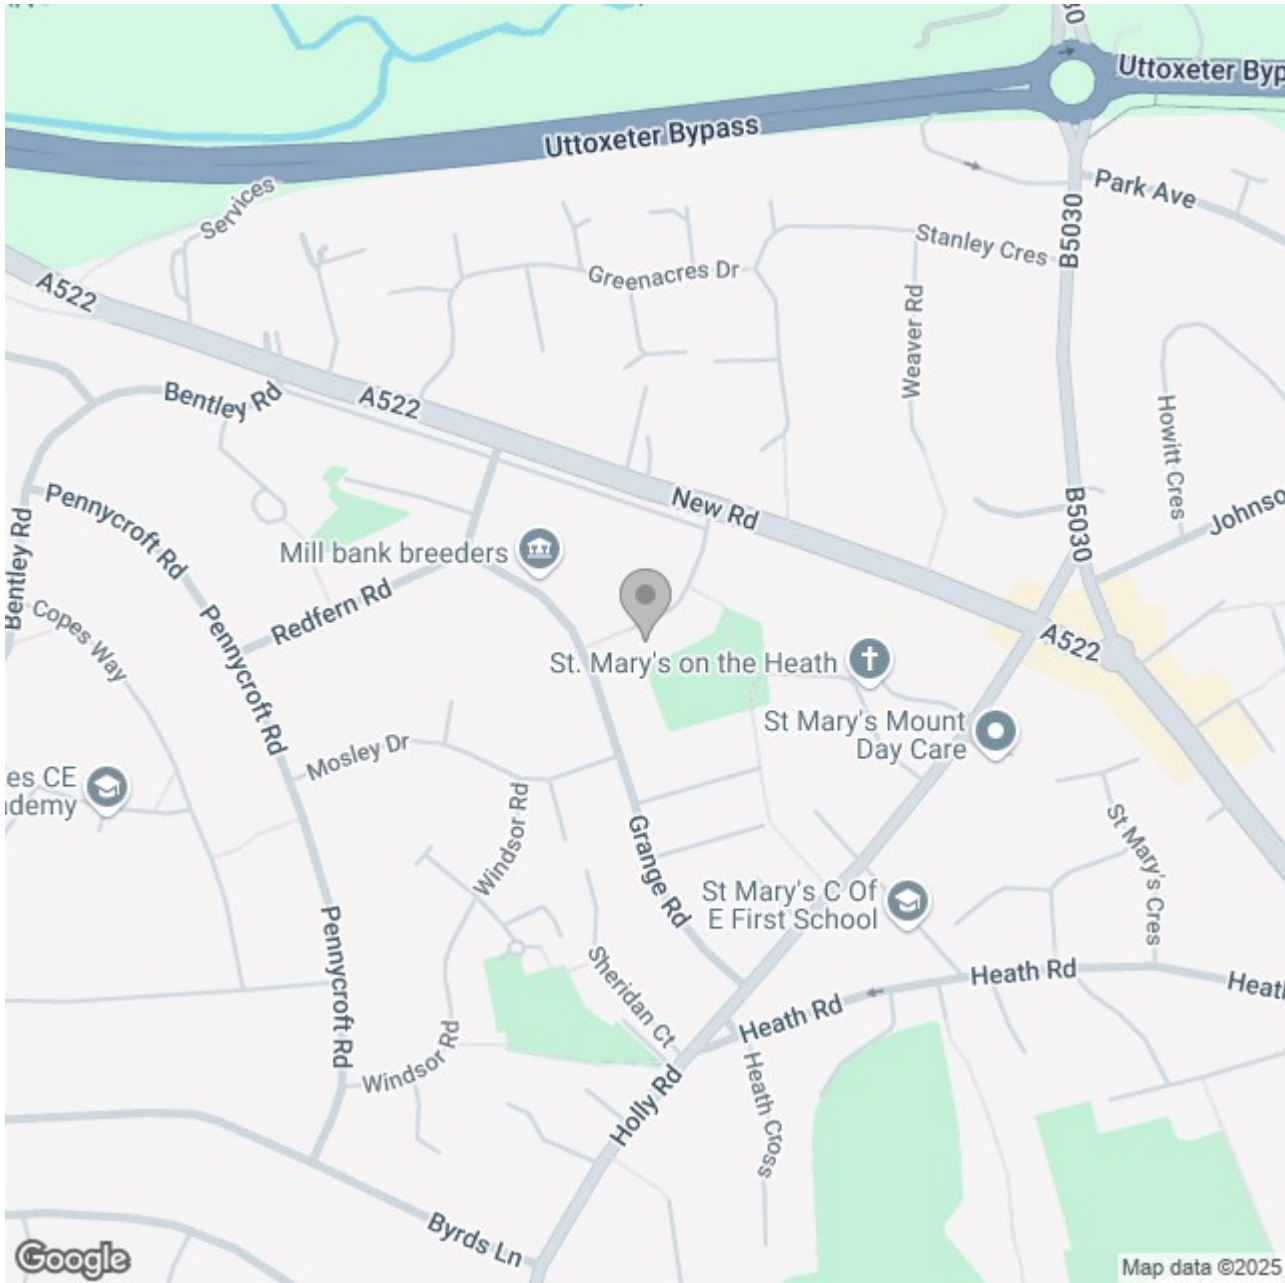 30
Uttoxeter Byp
Uttoxeter Bypass
Park Ave
Services
B5030
Stanley Cres
Greenacres Dr
A522
Weaver Rd
Bentley Rd
A522
Howitt Cres
Pennycroft Rd
New Rd
B5030
Johnso
Bentley Rd
Mill bank breeders
Redfern Rd
Copes Way
Pennycroft Rd
A522
St. Mary's on the Heath
St Mary's Mount
Day Care
Mosley Dr
es CE
ademy
Windsor Rd
Grange Rd
St Mary's Cres
St Mary's C Of
E First School
Pennycroft Rd
Sheridan Ct
Heath Rd
Heath
Heath Rd
Windsor Rd
Heath Cross
Holly Rd
Byrds Ln
Google
Map data ©2025